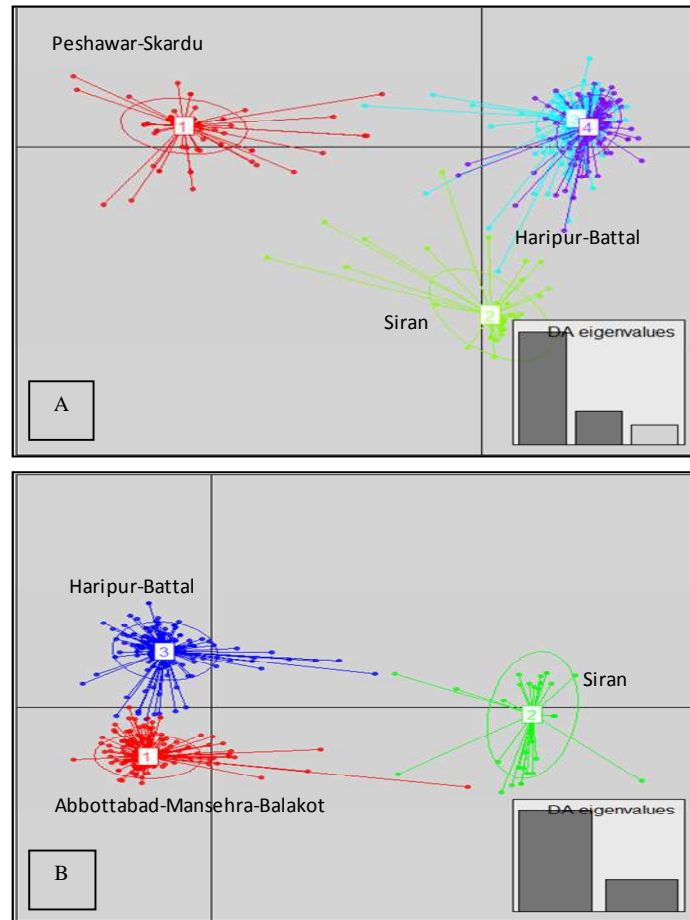 Peshawar-Skardu
1
4
Haripur-Battal
Siran
2
DA eigenvalues
A
Haripur-Battal
3
Siran
2
1
Abbottabad-Mansehra-Balakot
DA eigenvalues
B